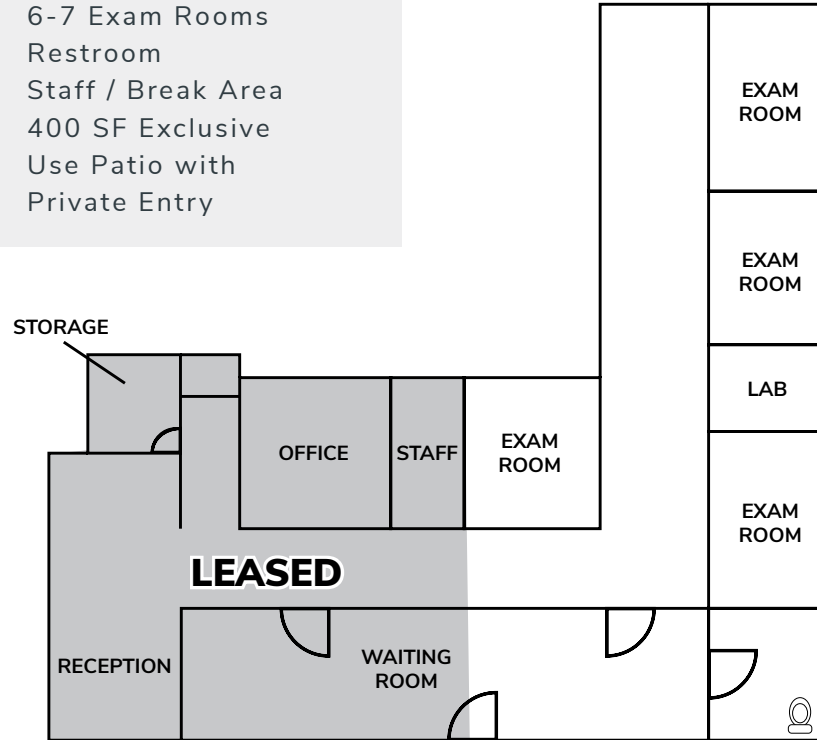 6-7 Exam Rooms
Restroom
Staff / Break Area
400 SF Exclusive
Use Patio with
Private Entry
EXAM
ROOM
EXAM
ROOM
STORAGE
LAB
OFFICE
STAFF
EXAM
ROOM
EXAM
ROOM
LEASED
RECEPTION
WAITING
ROOM